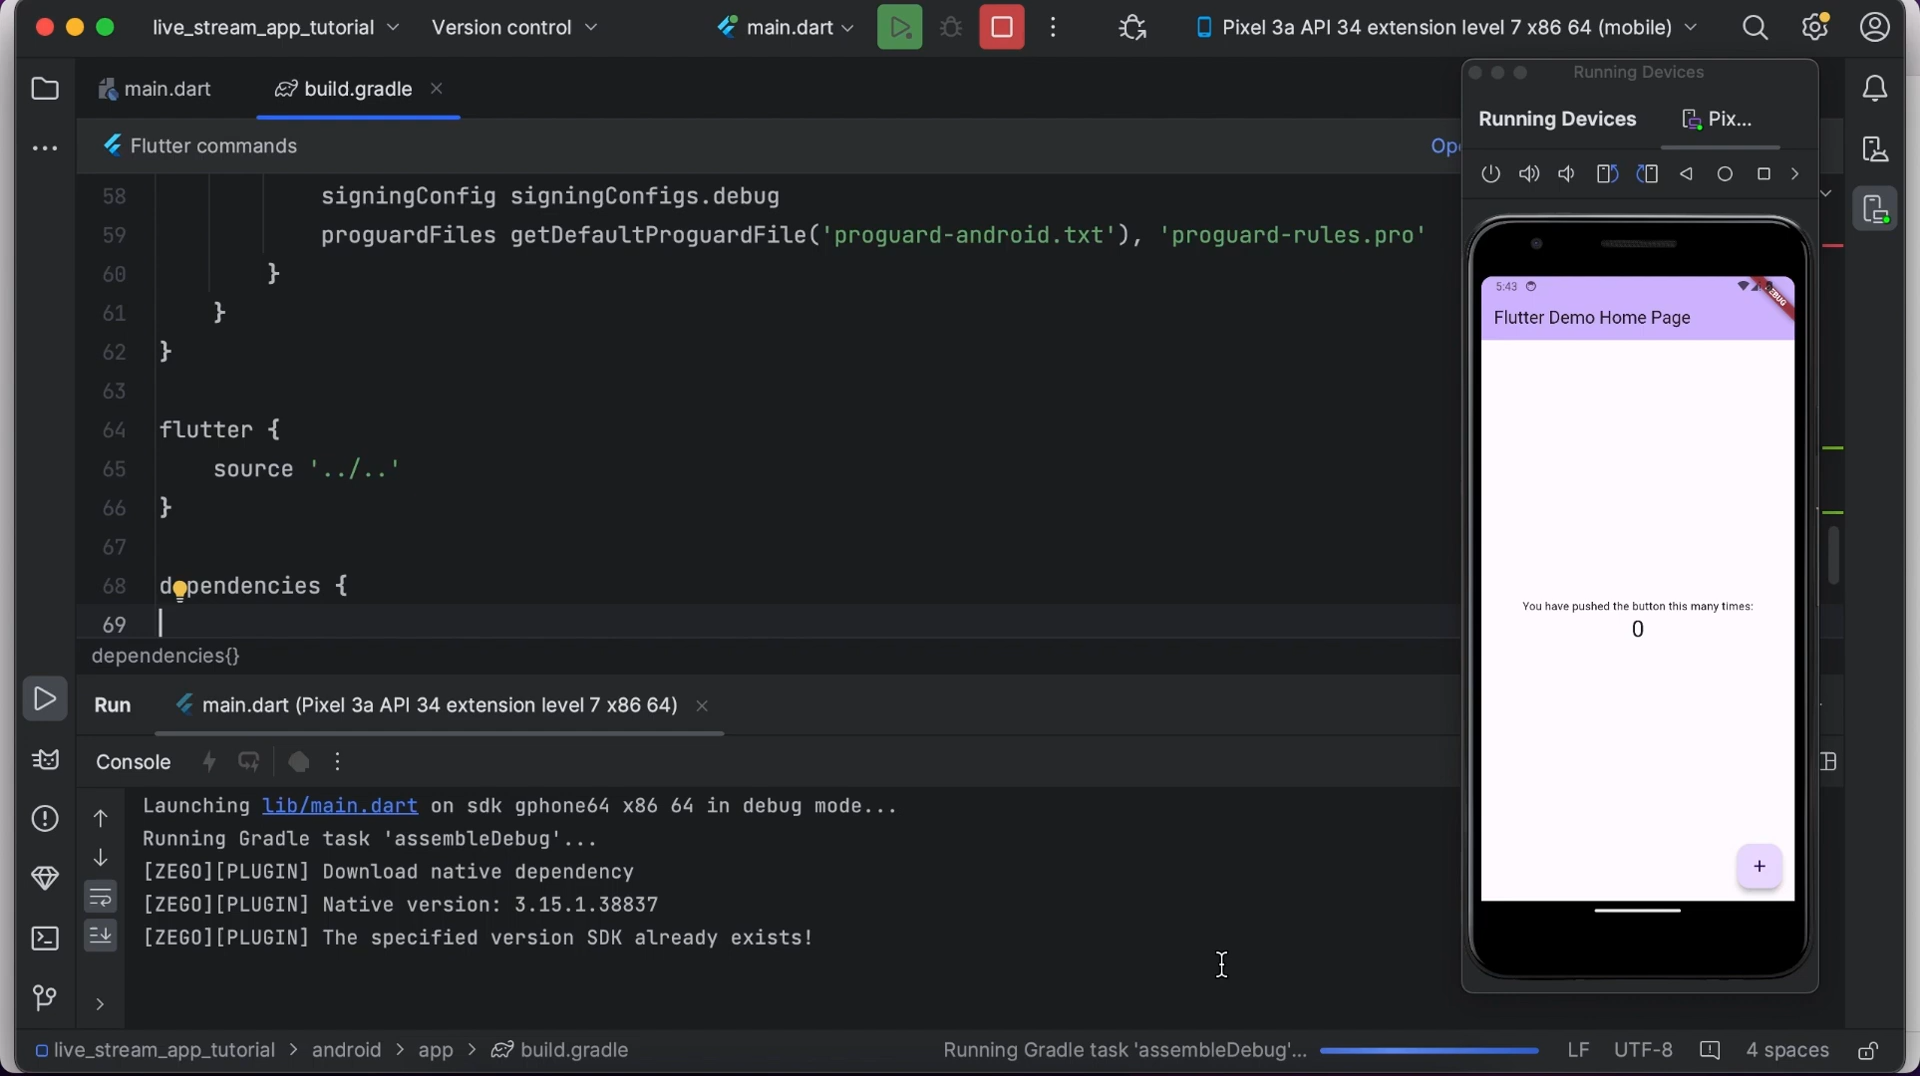 live_stream_app_tutorial
Version control
main.dart
Pixel 3a API 34 extension level 7 x86 64 (mobile)
main.dart
build.gradle
Flutter commands
58 signingConfig signingConfigs.debug
59 proguardFiles getDefaultProguardFile('proguard-android.txt'), 'proguard-rules.pro'
60 }
61 }
62 }
63
64 flutter {
65 source '../..'
66 }
67
68 dependencies {
69
dependencies{}
Run
main.dart (Pixel 3a API 34 extension level 7 x86 64)
Console
Launching lib/main.dart on sdk gphone64 x86 64 in debug mode...
Running Gradle task 'assembleDebug'...
[ZEGO][PLUGIN] Download native dependency
[ZEGO][PLUGIN] Native version: 3.15.1.38837
[ZEGO][PLUGIN] The specified version SDK already exists!
Running Devices
Running Devices
Pix...
5:43
DEBUG
Flutter Demo Home Page
You have pushed the button this many times:
0
+
live_stream_app_tutorial > android > app > build.gradle
Running Gradle task 'assembleDebug'...
LF
UTF-8
4 spaces